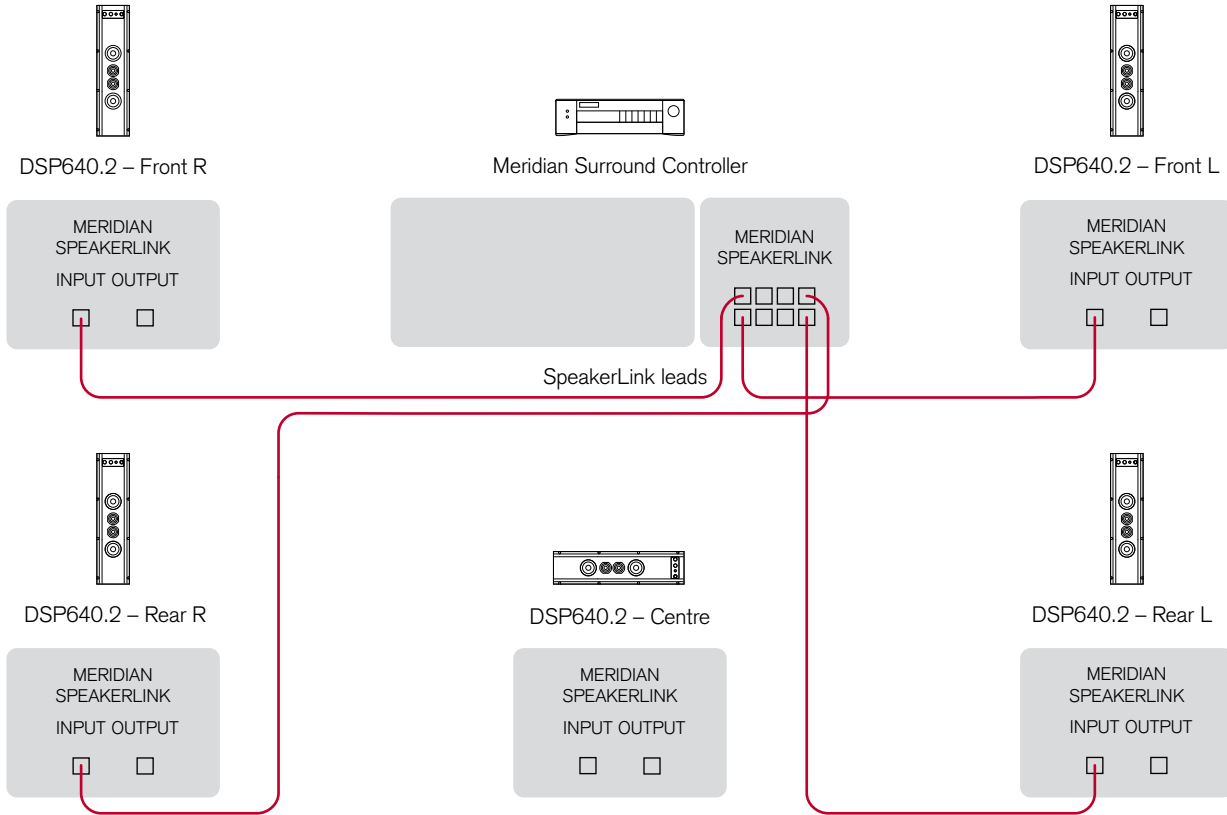 DSP640.2 – Front R
Meridian Surround Controller
DSP640.2 – Front L
MERIDIAN
SPEAKERLINK
INPUT OUTPUT
MERIDIAN
SPEAKERLINK
MERIDIAN
SPEAKERLINK
INPUT OUTPUT
SpeakerLink leads
DSP640.2 – Rear R
DSP640.2 – Centre
DSP640.2 – Rear L
MERIDIAN
SPEAKERLINK
INPUT OUTPUT
MERIDIAN
SPEAKERLINK
INPUT OUTPUT
MERIDIAN
SPEAKERLINK
INPUT OUTPUT